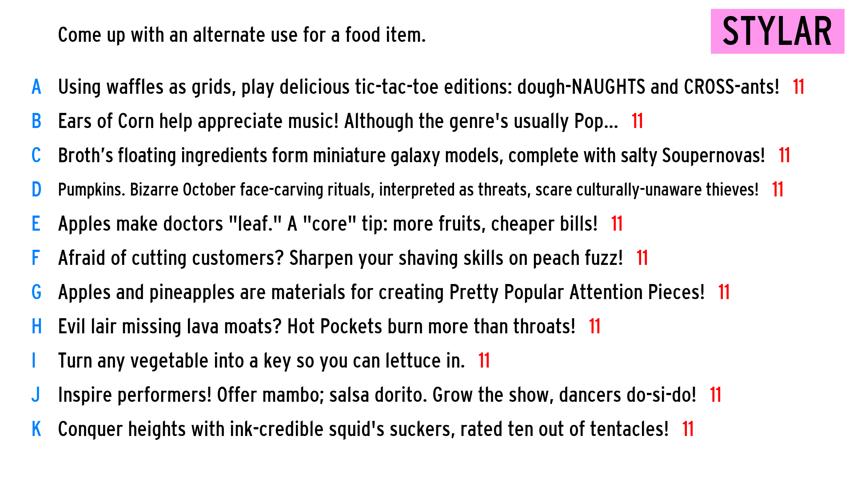 Come up with an alternate use for a food item.
STYLAR
A Using waffles as grids, play delicious tic-tac-toe editions: dough-NAUGHTS and CROSS-ants! 11
B Ears of Corn help appreciate music! Although the genre's usually Pop... 11
C Broth’s floating ingredients form miniature galaxy models, complete with salty Soupernovas! 11
D Pumpkins. Bizarre October face-carving rituals, interpreted as threats, scare culturally-unaware thieves! 11
E Apples make doctors "leaf." A "core" tip: more fruits, cheaper bills! 11
F Afraid of cutting customers? Sharpen your shaving skills on peach fuzz! 11
G Apples and pineapples are materials for creating Pretty Popular Attention Pieces! 11
H Evil lair missing lava moats? Hot Pockets burn more than throats! 11
I Turn any vegetable into a key so you can lettuce in. 11
J Inspire performers! Offer mambo; salsa dorito. Grow the show, dancers do-si-do! 11
K Conquer heights with ink-credible squid's suckers, rated ten out of tentacles! 11